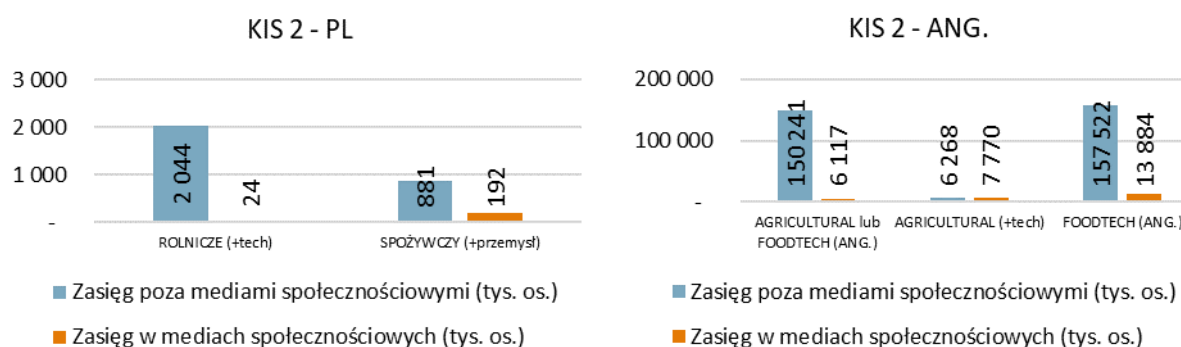 KIS 2 - PL
3 000
2 000
1 000
-
2 044
24
881
192
ROLNICZE (+tech)
SPOŻYWCZY (+przemysł)
Zasięg poza mediami społecznościowymi (tys. os.)
Zasięg w mediach społecznościowych (tys. os.)
KIS 2 - ANG.
200 000
100 000
-
150 241
6 117
6 268
7 770
157 522
13 884
AGRICULTURAL lub
FOODTECH (ANG.)
AGRICULTURAL (+tech)
FOODTECH (ANG.)
Zasięg poza mediami społecznościowymi (tys. os.)
Zasięg w mediach społecznościowych (tys. os.)